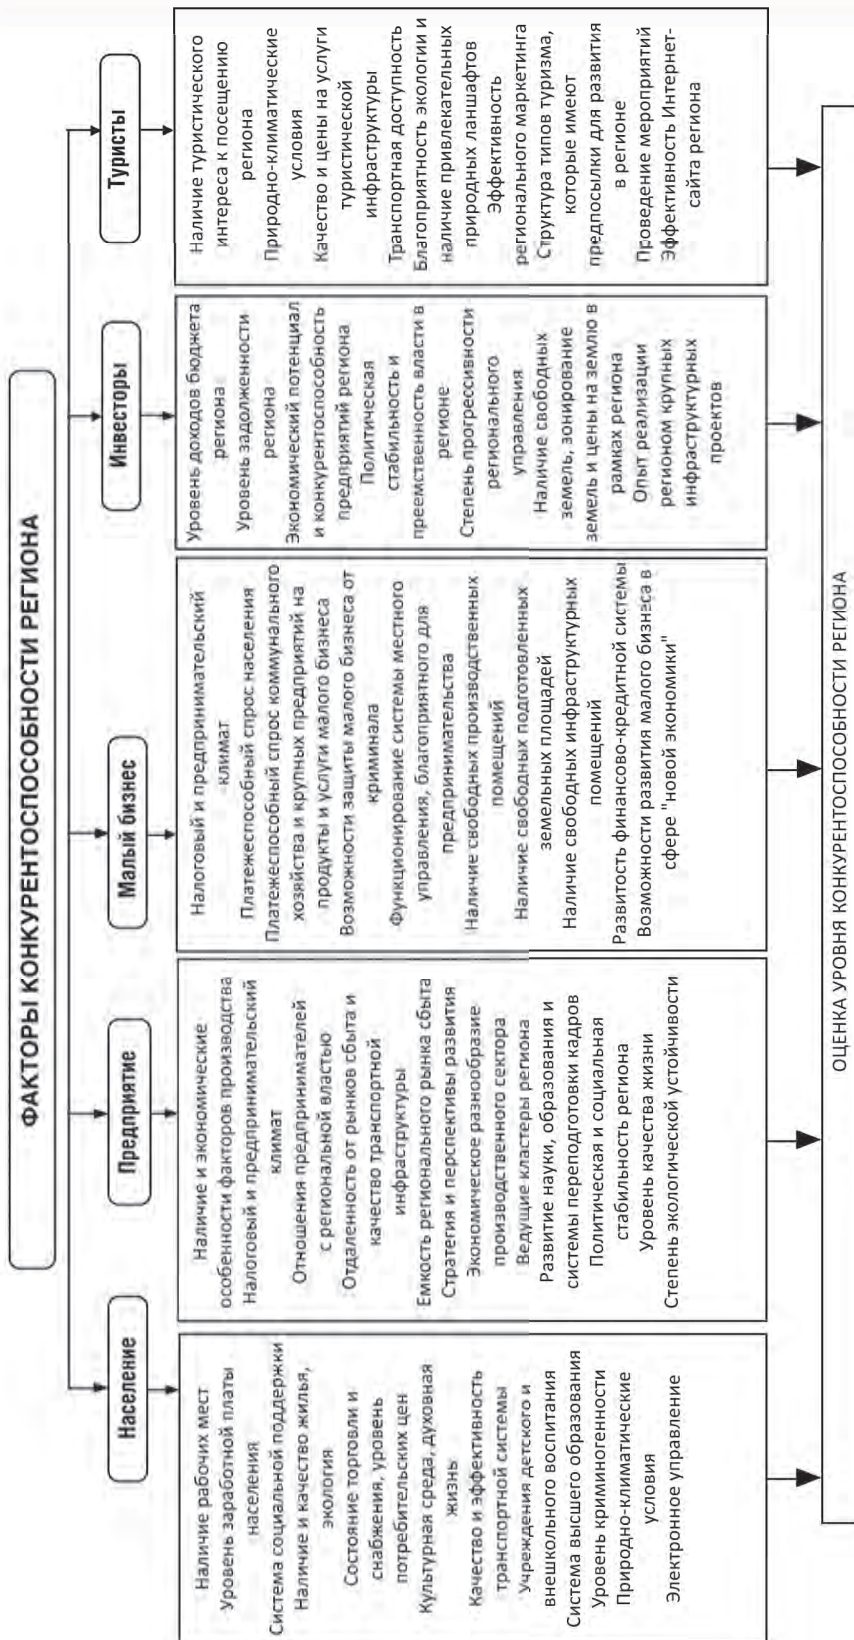 ФАКТОРЫ КОНКУРЕНТОСПОСОБНОСТИ РЕГИОНА
Население
Наличие рабочих мест
Уровень заработной платы
населения
Система социальной поддержки
Наличие и качество жилья,
экология
Состояние торговли и
снабжения, уровень
потребительских цен
Культурная среда, духовная
жизнь
Качество и эффективность
транспортной системы
Учреждения детского и
внешкольного воспитания
Система высшего образования
Уровень криминогенности
Природно-климатические
условия
Электронное управление
Предприятие
Наличие и экономические
особенности факторов производства
Налоговый и предпринимательский
климат
Отношения предпринимателей
с региональной властью
Отдаленность от рынков сбыта и
качество транспортной
инфраструктуры
Емкость регионального рынка сбыта
Стратегия и перспективы развития
Экономическое разнообразие
производственного сектора
Ведущие кластеры региона
Развитие науки, образования и
системы переподготовки кадров
Политическая и социальная
стабильность региона
Уровень качества жизни
Степень экологической устойчивости
Малый бизнес
Налоговый и предпринимательский
климат
Платежеспособный спрос населения
Платежеспособный спрос коммунального
хозяйства и крупных предприятий на
продукты и услуги малого бизнеса
Возможности защиты малого бизнеса от
криминала
Функционирование системы местного
управления, благоприятного для
предпринимательства
Наличие свободных производственных
помещений
Наличие свободных подготовленных
земельных площадей
Наличие свободных инфраструктурных
помещений
Развитость финансово-кредитной системы
Возможности развития малого бизнеса в
сфере "новой экономики"
Инвесторы
Уровень доходов бюджета
региона
Уровень задолженности
региона
Экономический потенциал
и конкурентоспособность
предприятий региона
Политическая
стабильность и
преемственность власти в
регионе
Степень прогрессивности
регионального
управления
Наличие свободных
земель, зонирование
земель и цены на землю в
рамках региона
Опыт реализации
регионом крупных
инфраструктурных
проектов
Туристы
Наличие туристического
интереса к посещению
региона
Природно-климатические
условия
Качество и цены на услуги
туристической
инфраструктуры
Транспортная доступность
Благоприятность экологии и
наличие привлекательных
природных ланшафтов
Эффективность
регионального маркетинга
Структура типов туризма,
которые имеют
предпосылки для развития
в регионе
Проведение мероприятий
Эффективность Интернет-
сайта региона
ОЦЕНКА УРОВНЯ КОНКУРЕНТОСПОСОБНОСТИ РЕГИОНА